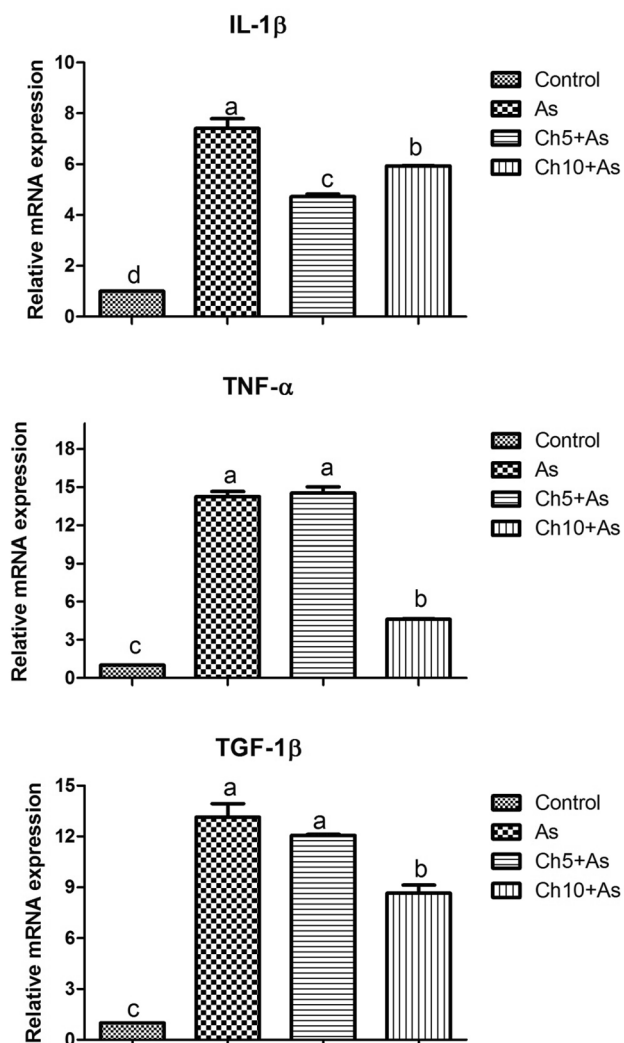 IL-1β
Relative mRNA expression
10
8
6
4
2
0
d
a
c
b
Control
As
Ch5+As
Ch10+As
TNF-α
Relative mRNA expression
18
15
12
9
6
3
0
c
a
a
b
Control
As
Ch5+As
Ch10+As
TGF-1β
Relative mRNA expression
15
12
9
6
3
0
c
a
a
b
Control
As
Ch5+As
Ch10+As